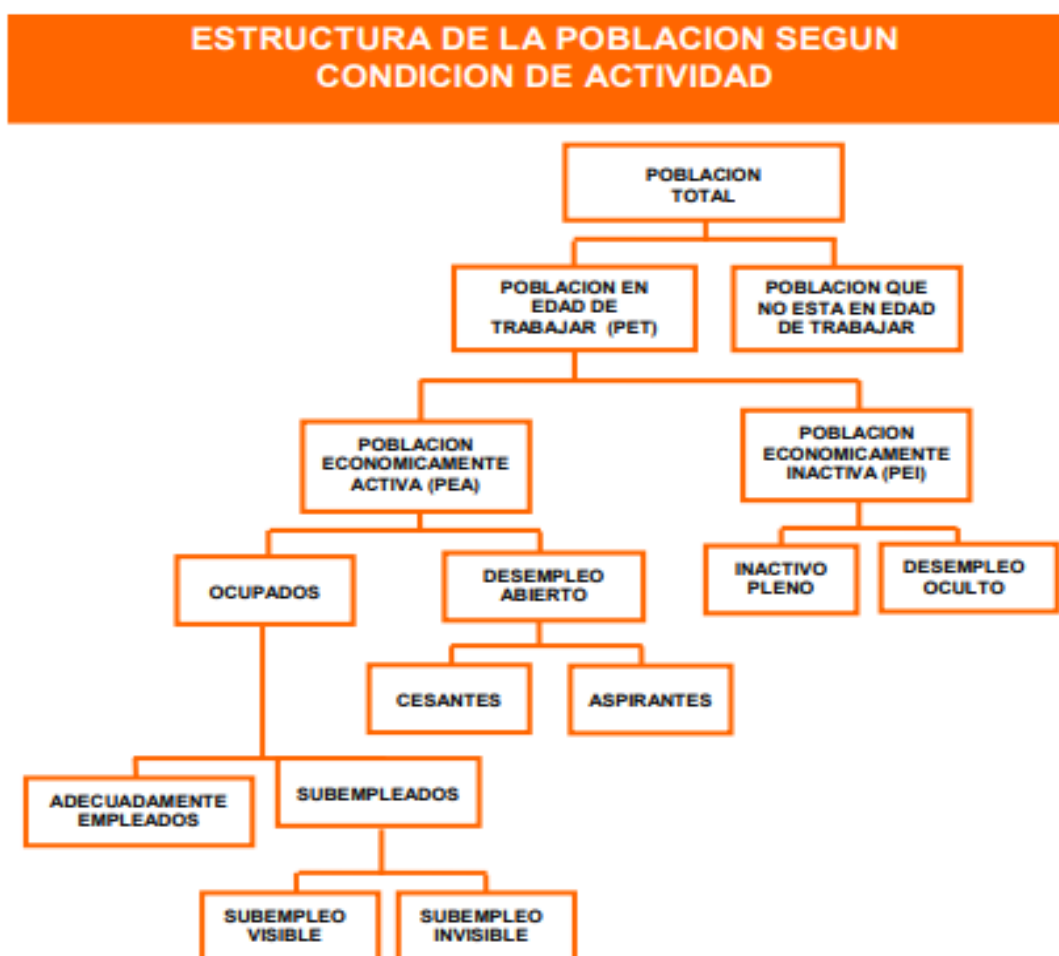 ESTRUCTURA DE LA POBLACION SEGUN
CONDICION DE ACTIVIDAD
POBLACION
TOTAL
POBLACION EN
EDAD DE
TRABAJAR (PET)
POBLACION QUE
NO ESTA EN EDAD
DE TRABAJAR
POBLACION
ECONOMICAMENTE
ACTIVA (PEA)
POBLACION
ECONOMICAMENTE
INACTIVA (PEI)
OCUPADOS
DESEMPLEO
ABIERTO
INACTIVO
PLENO
DESEMPLEO
OCULTO
CESANTES
ASPIRANTES
ADECUADAMENTE
EMPLEADOS
SUBEMPLEADOS
SUBEMPLEO
VISIBLE
SUBEMPLEO
INVISIBLE